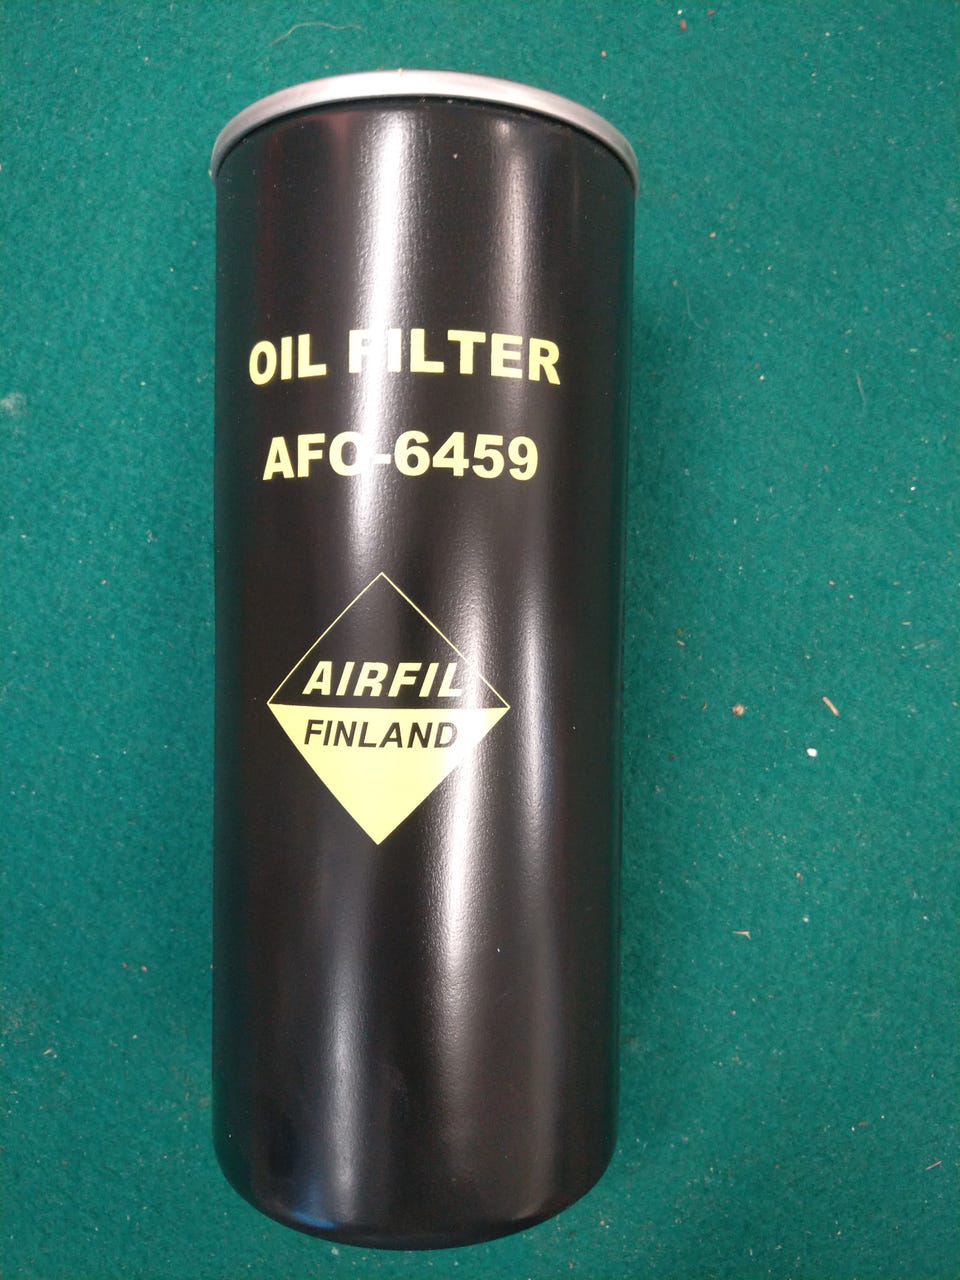 OIL FILTER
AFO-6459
AIRFIL
FINLAND